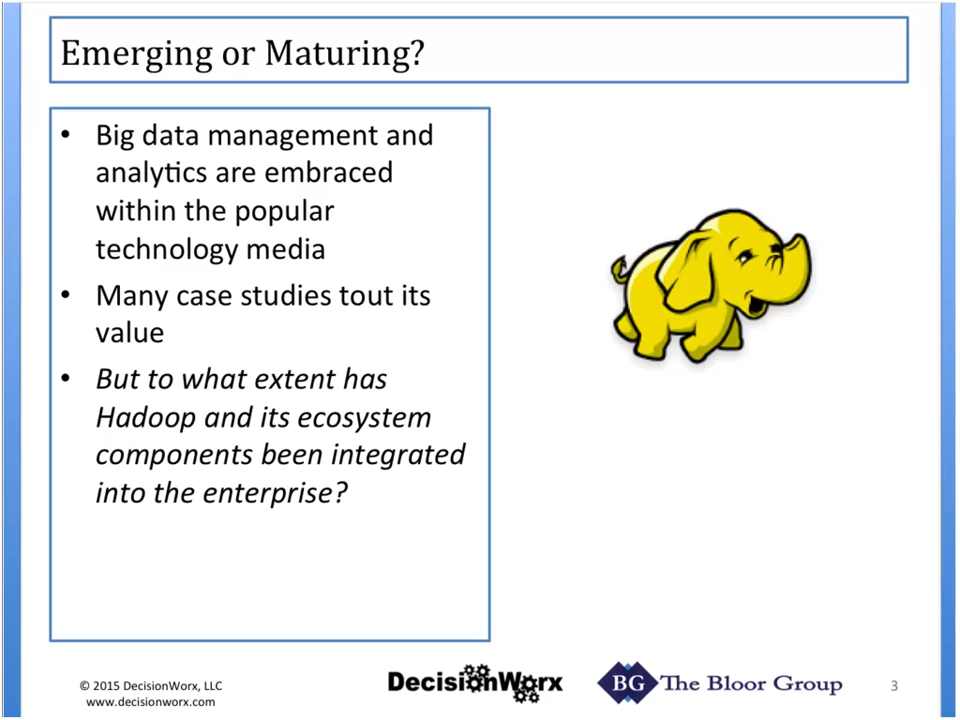 Emerging or Maturing?
• Big data management and
analytics are embraced
within the popular
technology media
• Many case studies tout its
value
• But to what extent has
Hadoop and its ecosystem
components been integrated
into the enterprise?
© 2015 DecisionWorx, LLC
www.decisionworx.com
DecisionWorx
BG The Bloor Group
3